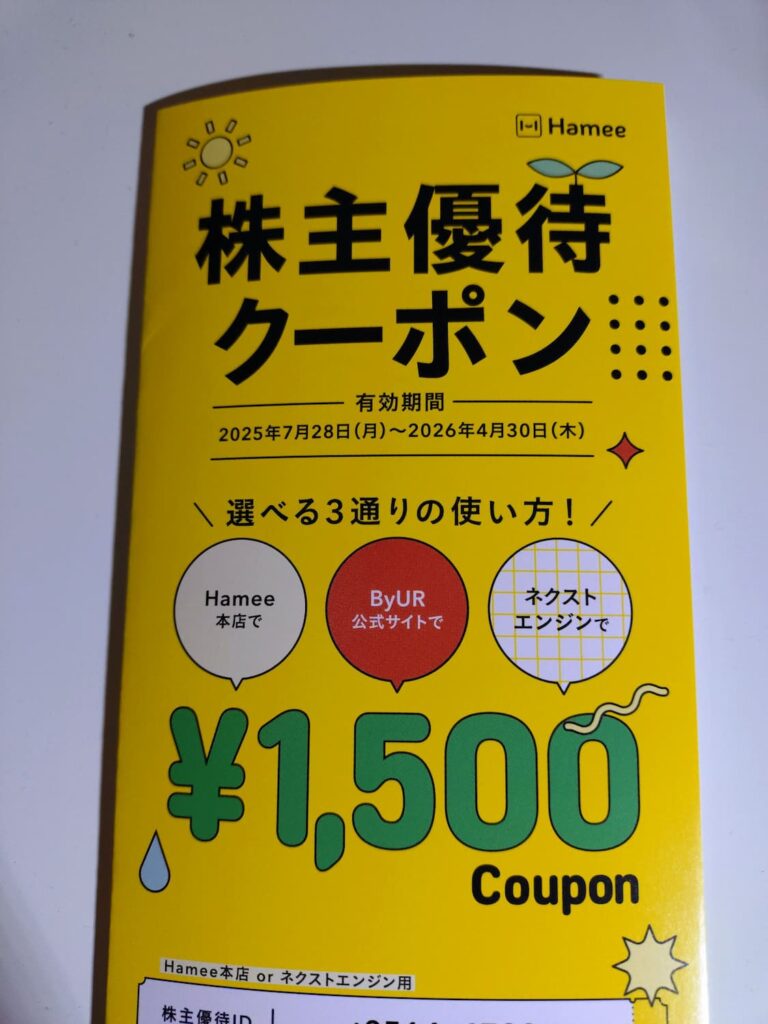 Hamee
株主優待
クーポン
有効期間
2025年7月28日(月)〜2026年4月30日(木)
\ 選べる3通りの使い方! /
Hamee
本店で
ByUR
公式サイトで
ネクスト
エンジンで
¥1,500
Coupon
Hamee本店 or ネクストエンジン用
株主優待ID